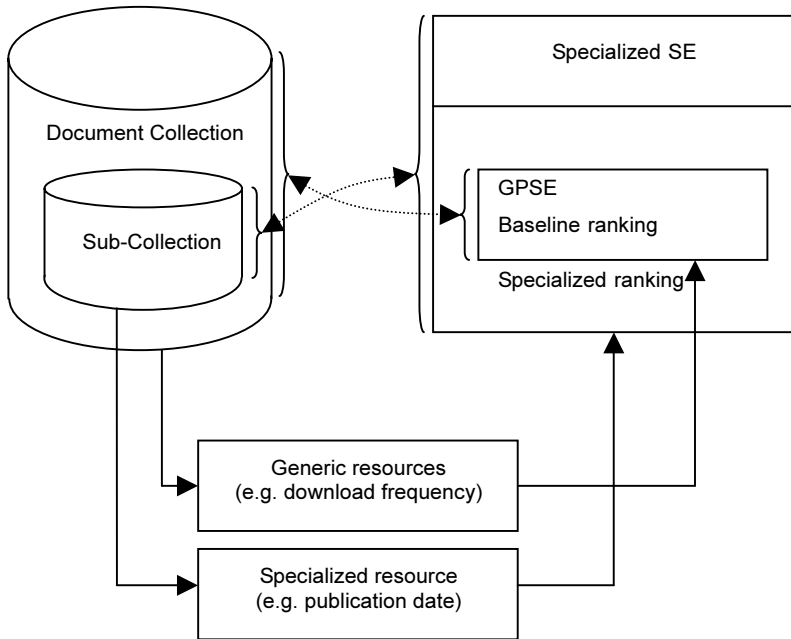 Specialized SE
Document Collection
GPSE
Sub-Collection
Baseline ranking
Specialized ranking
Generic resources
(e.g. download frequency)
Specialized resource
(e.g. publication date)